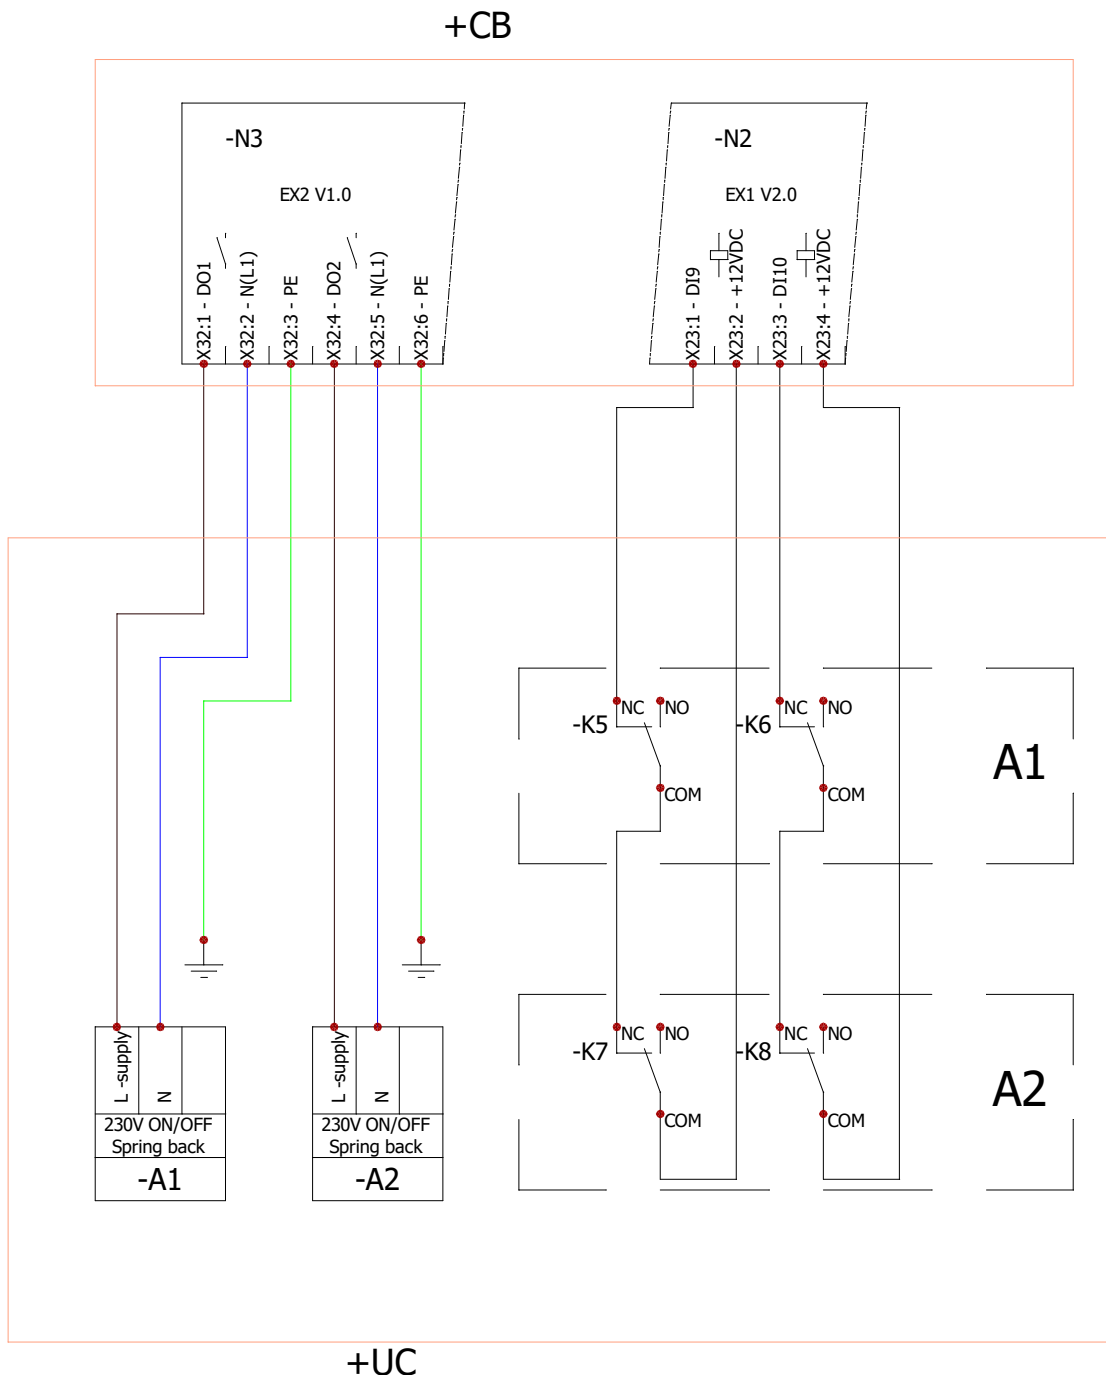 +CB
-N3
-N2
EX2 V1.0
EX1 V2.0
X32:1 - DO1
X32:2 - N(L1)
X32:3 - PE
X32:4 - DO2
X32:5 - N(L1)
X32:6 - PE
X23:1 - DI9
X23:2 - +12VDC
X23:3 - DI10
X23:4 - +12VDC
-K5
NC
NO
COM
-K6
NC
NO
COM
A1
-K7
NC
NO
COM
-K8
NC
NO
COM
A2
L -supply
N
230V ON/OFF
Spring back
-A1
L -supply
N
230V ON/OFF
Spring back
-A2
+UC